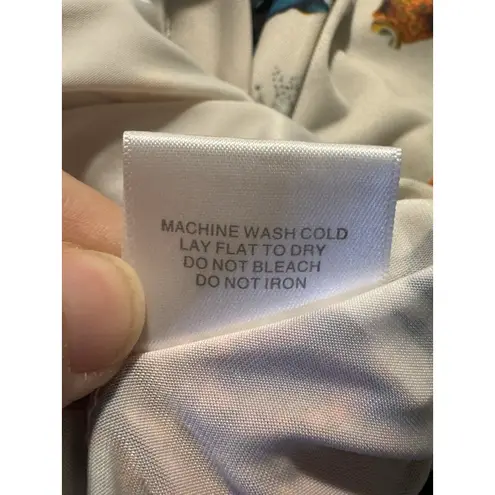 MACHINE WASH COLD
LAY FLAT TO DRY
DO NOT BLEACH
DO NOT IRON